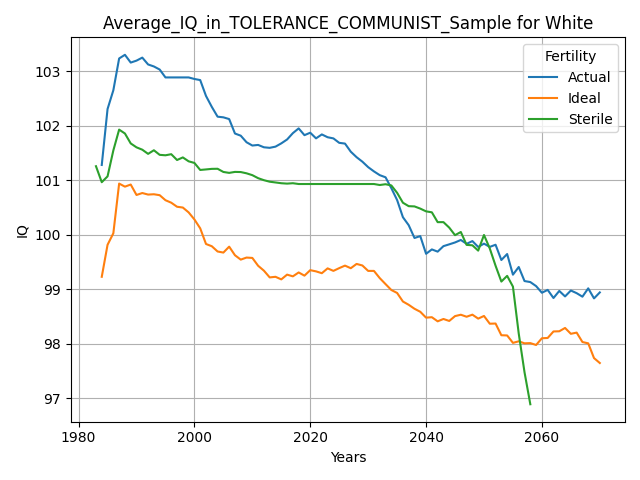 Average_IQ_in_TOLERANCE_COMMUNIST_Sample for White
Fertility
Actual
Ideal
Sterile
IQ
103
102
101
100
99
98
97
1980
2000
2020
2040
2060
Years